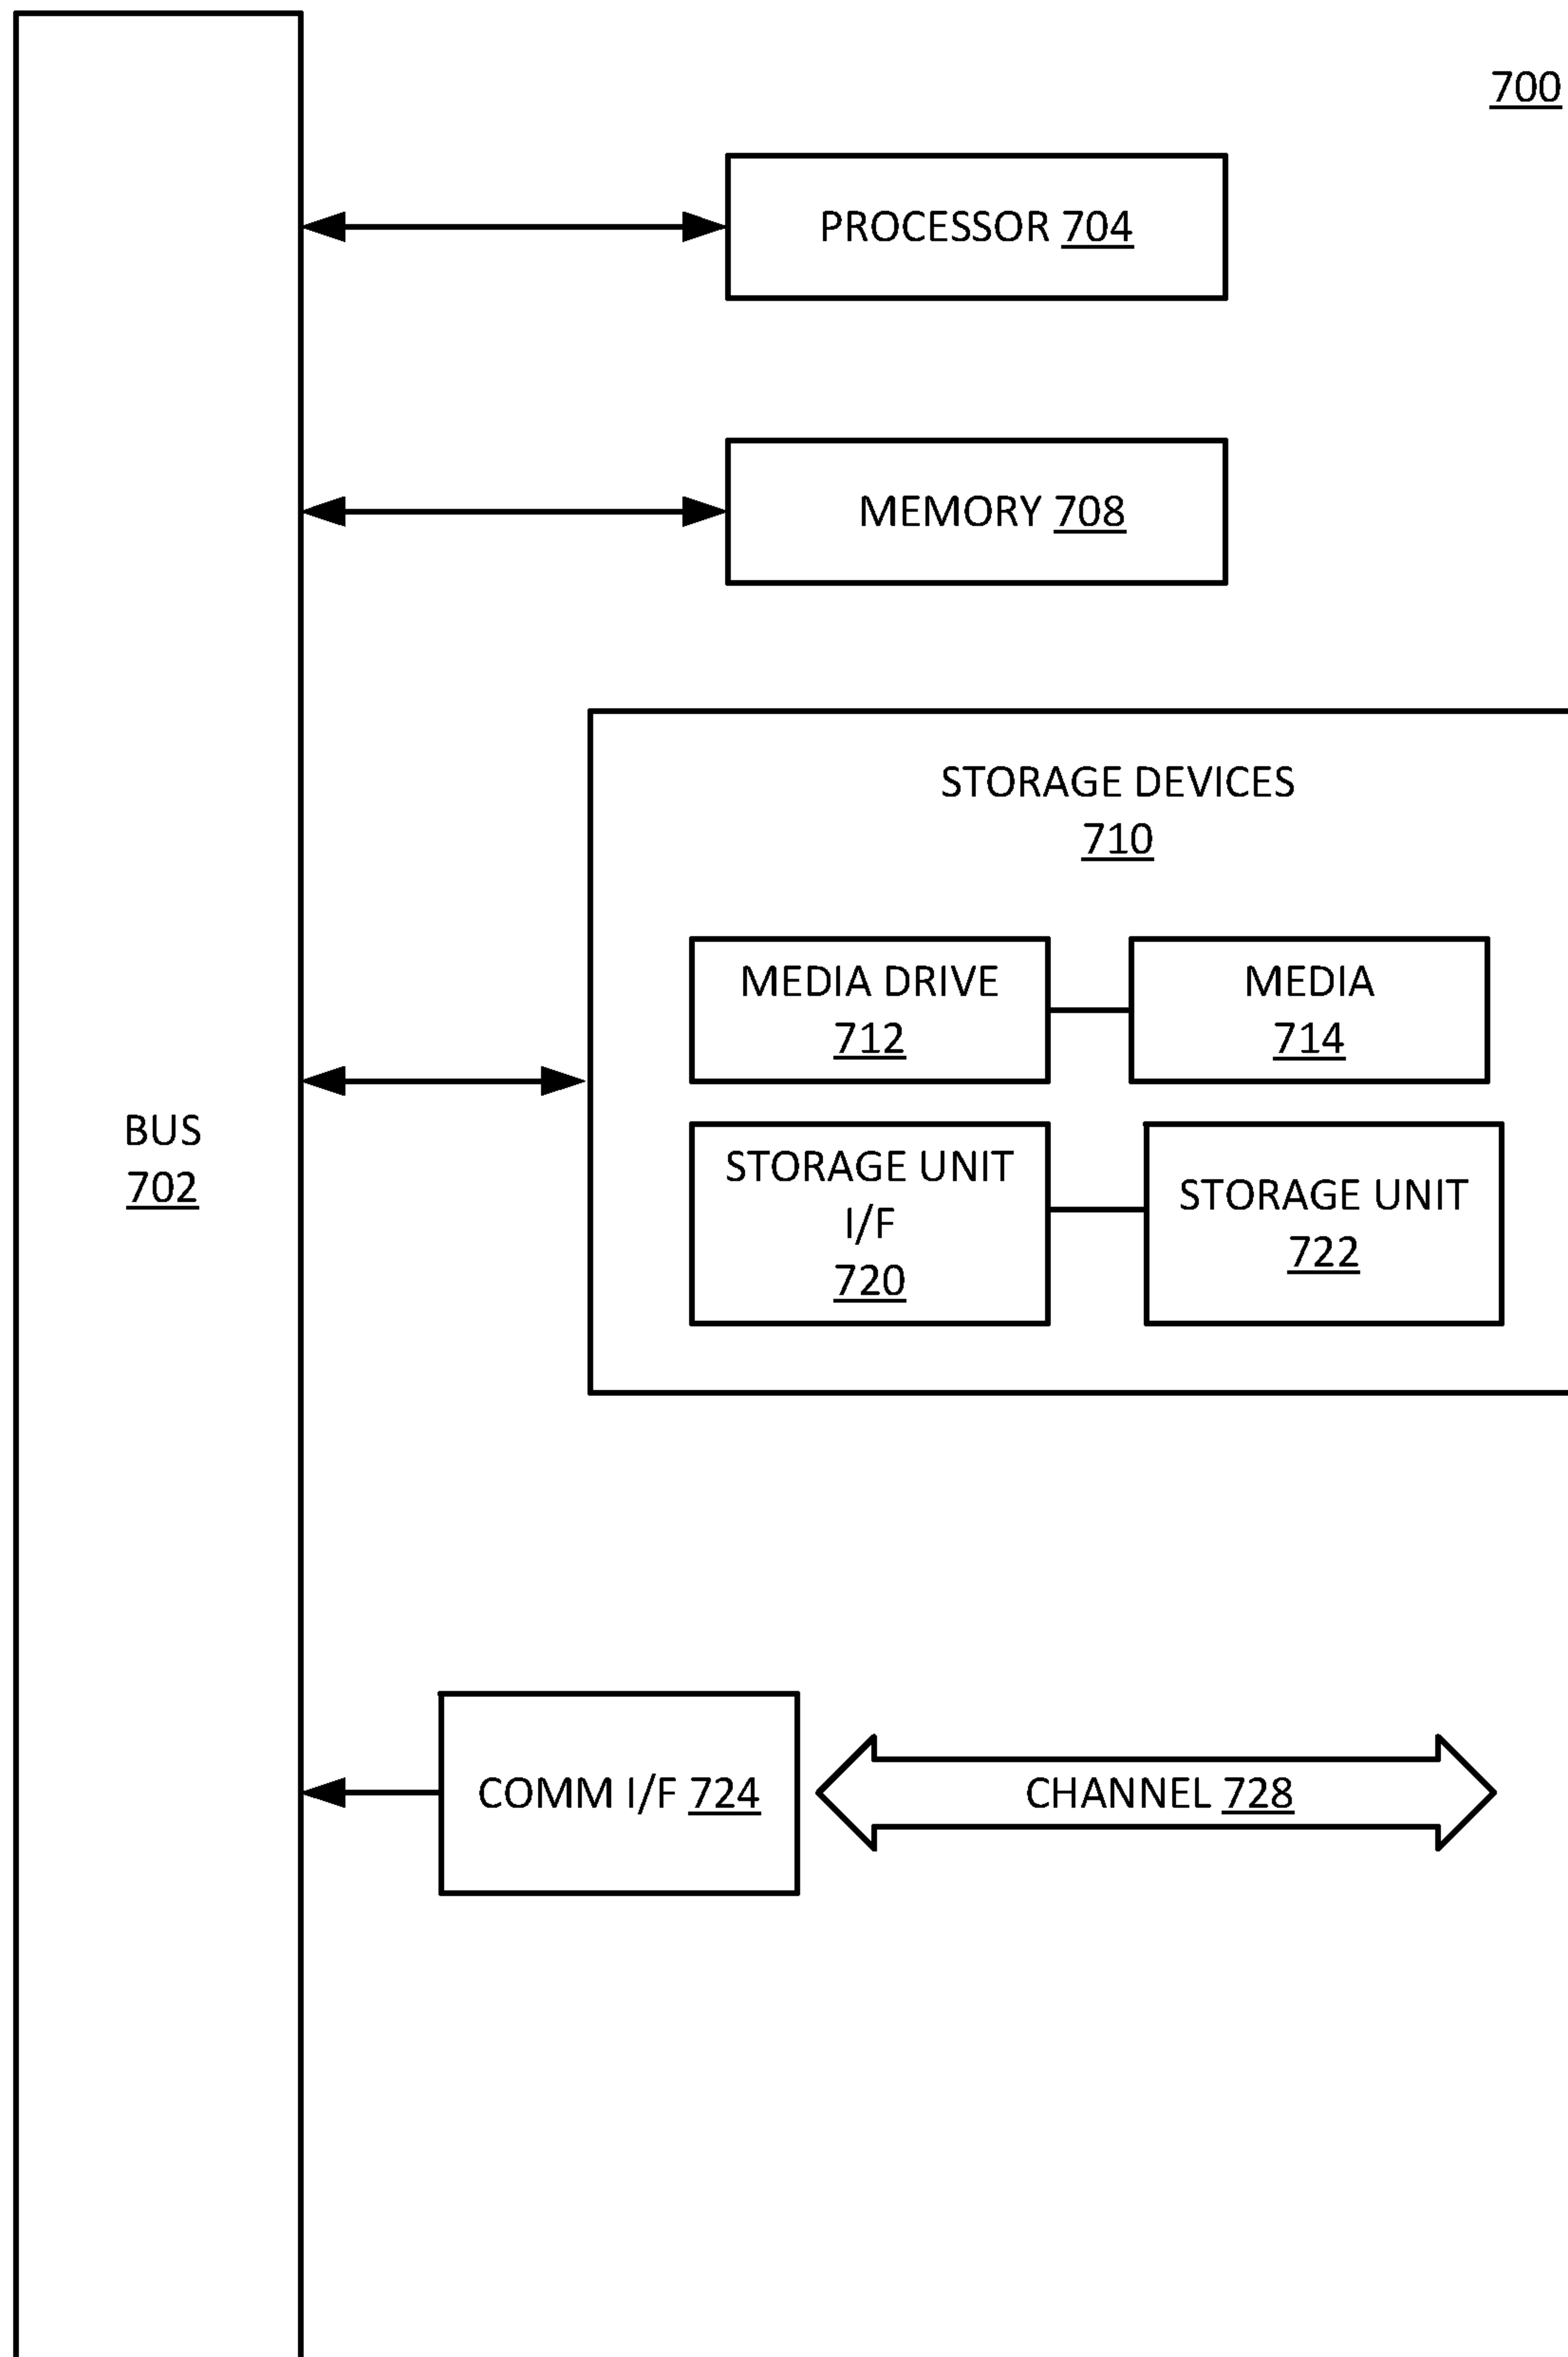 700
PROCESSOR 704
MEMORY 708
STORAGE DEVICES
710
MEDIA DRIVE
712
MEDIA
714
BUS
702
STORAGE UNIT
I/F
720
STORAGE UNIT
722
COMM I/F 724
CHANNEL 728